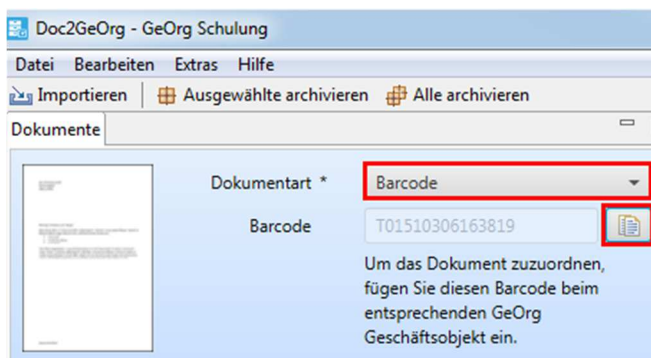 Doc2GeOrg - GeOrg Schulung
Datei Bearbeiten Extras Hilfe
Importieren Ausgewählte archivieren Alle archivieren
Dokumente
Dokumentart * Barcode
Barcode T01510306163819
Um das Dokument zuzuordnen,
fügen Sie diesen Barcode beim
entsprechenden GeOrg
Geschäftsobjekt ein.